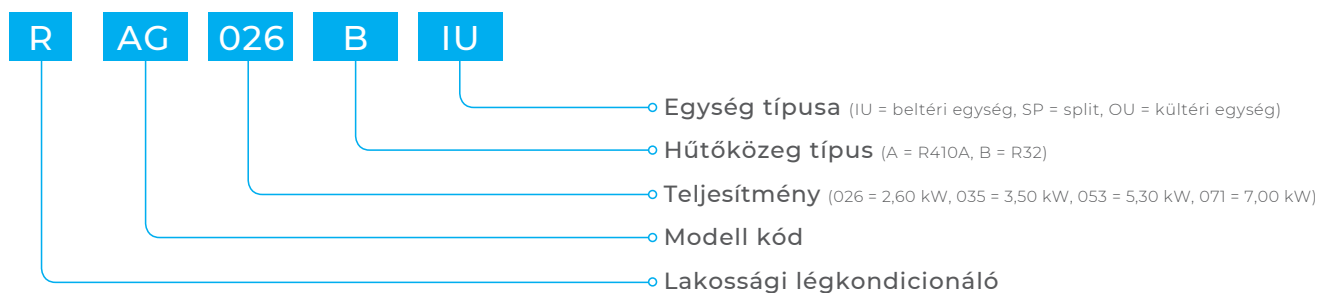 R AG 026 B IU
Egység típusa (IU = beltéri egység, SP = split, OU = kültéri egység)
Hűtőközeg típus (A = R410A, B = R32)
Teljesítmény (026 = 2,60 kW, 035 = 3,50 kW, 053 = 5,30 kW, 071 = 7,00 kW)
Modell kód
Lakossági légkondicionáló